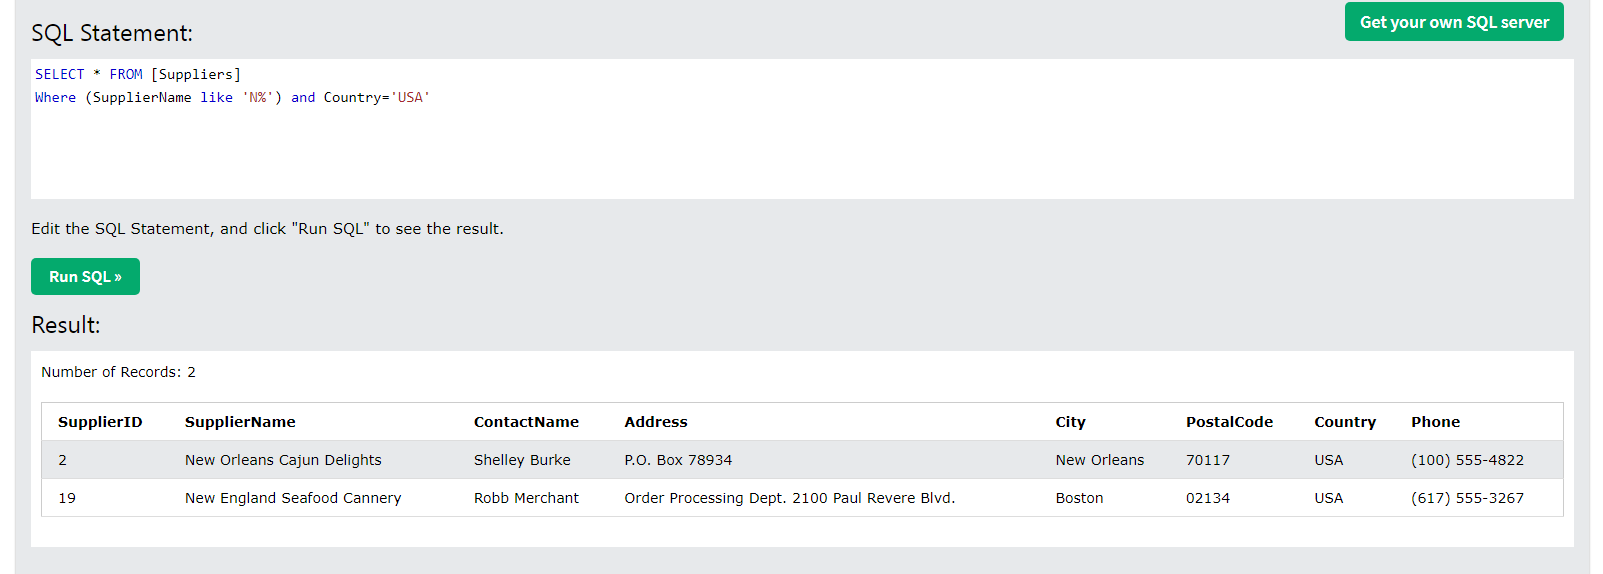 SQL Statement:
Get your own SQL server
SELECT * FROM [Suppliers]
Where (SupplierName like 'N%') and Country='USA'
Edit the SQL Statement, and click "Run SQL" to see the result.
Run SQL »
Result:
Number of Records: 2
SupplierID SupplierName ContactName Address City PostalCode Country Phone
2 New Orleans Cajun Delights Shelley Burke P.O. Box 78934 New Orleans 70117 USA (100) 555-4822
19 New England Seafood Cannery Robb Merchant Order Processing Dept. 2100 Paul Revere Blvd. Boston 02134 USA (617) 555-3267